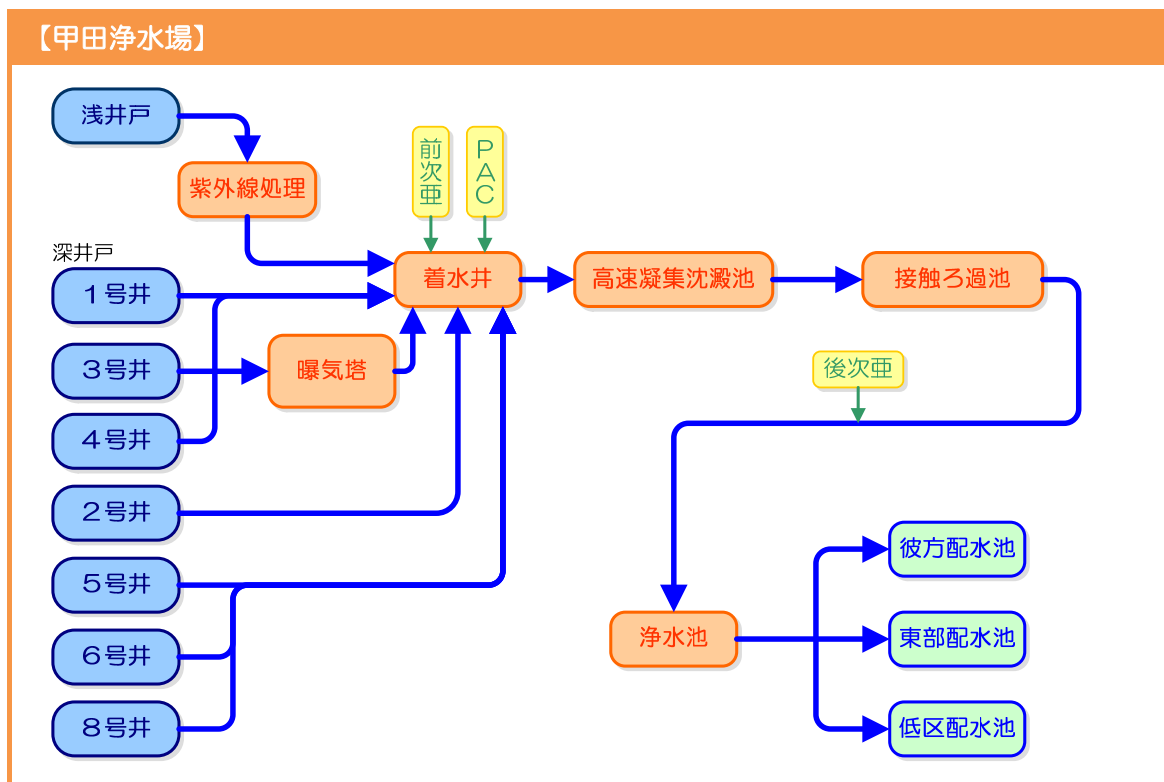 【甲田浄水場】
浅井戸
紫外線処理
前次亜
PAC
深井戸
1号井
着水井
高速凝集沈澱池
接触ろ過池
3号井
曝気塔
後次亜
4号井
2号井
5号井
6号井
8号井
浄水池
彼方配水池
東部配水池
低区配水池